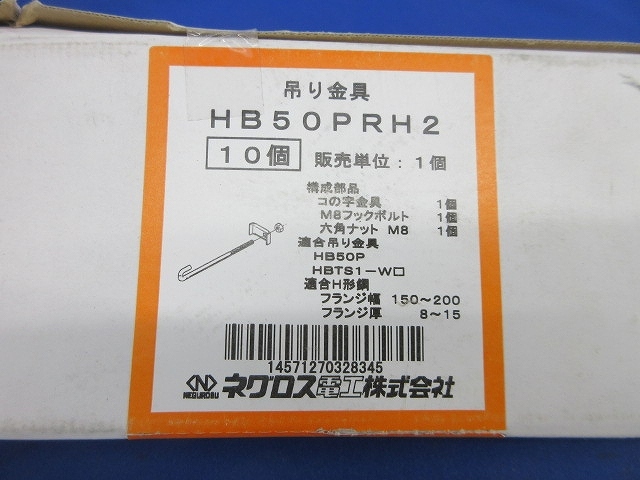 吊り金具
HB50PRH2
10個 販売単位：1個
構成部品
コの字金具 1個
M8フックボルト 1個
六角ナット M8 1個
適合吊り金具
HB50P
HBTS1－W□
適合H形鋼
フランジ幅 150～200
フランジ厚 8～15
14571270328345
NEGUROSU ネグロス電工株式会社